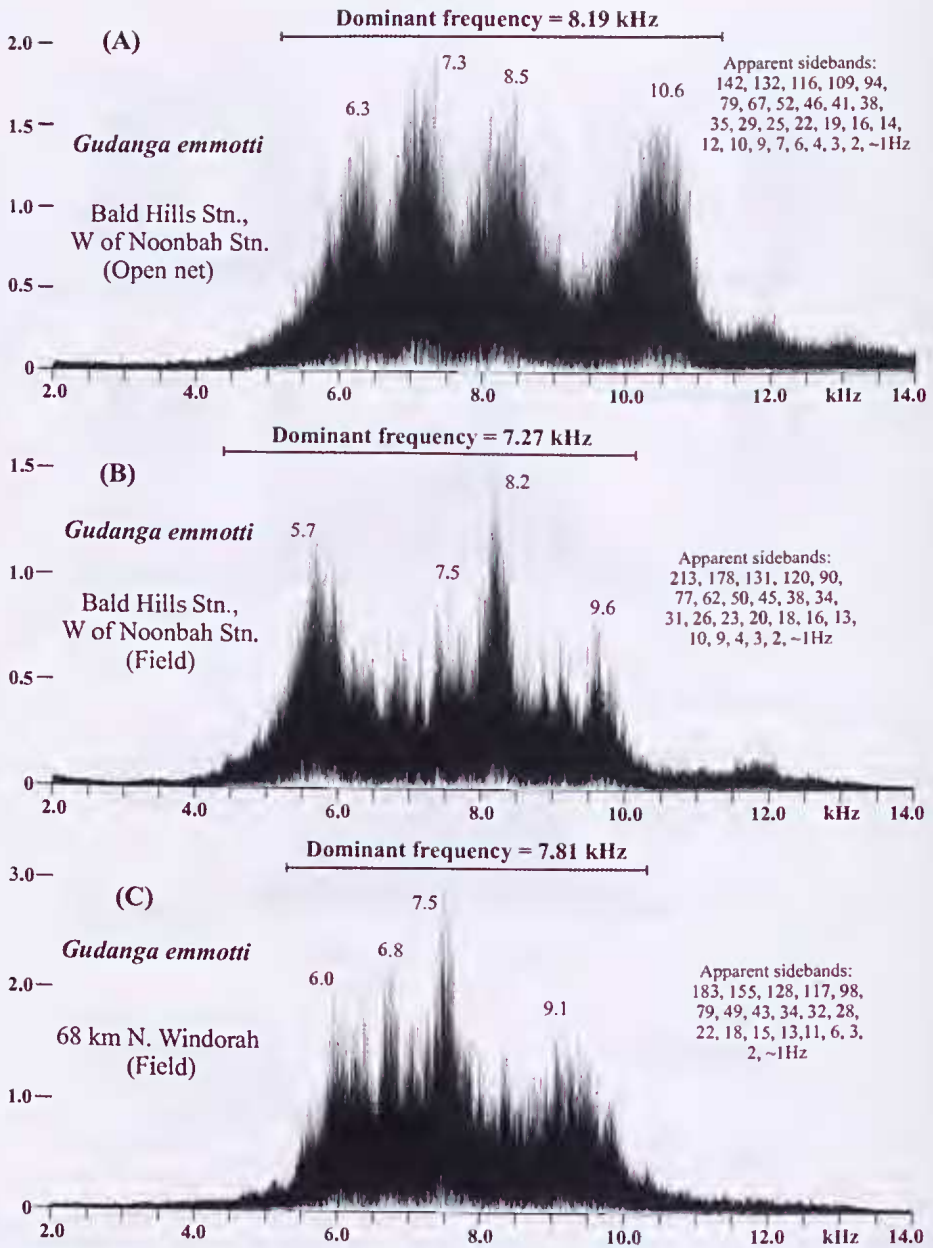 Dominant frequency = 8.19 kHz
(A)
2.0
1.5
1.0
0.5
0
6.3
7.3
8.5
10.6
Apparent sidebands:
142, 132, 116, 109, 94,
79, 67, 52, 46, 41, 38,
35, 29, 25, 22, 19, 16, 14,
12, 10, 9, 7, 6, 4, 3, 2, ~1Hz
Gudanga emmotti
Bald Hills Stn.,
W of Noonbah Stn.
(Open net)
2.0 4.0 6.0 8.0 10.0 12.0 kHz 14.0
Dominant frequency = 7.27 kHz
(B)
1.5
1.0
0.5
0
5.7
7.5
8.2
9.6
Gudanga emmotti
Bald Hills Stn.,
W of Noonbah Stn.
(Field)
Apparent sidebands:
213, 178, 131, 120, 90,
77, 62, 50, 45, 38, 34,
31, 26, 23, 20, 18, 16, 13,
10, 9, 4, 3, 2, ~1Hz
2.0 4.0 6.0 8.0 10.0 12.0 kHz 14.0
Dominant frequency = 7.81 kHz
(C)
3.0
2.0
1.0
0
6.0
6.8
7.5
9.1
Gudanga emmotti
68 km N. Windorah
(Field)
Apparent sidebands:
183, 155, 128, 117, 98,
79, 49, 43, 34, 32, 28,
22, 18, 15, 13,11, 6, 3,
2, ~1Hz
2.0 4.0 6.0 8.0 10.0 12.0 kHz 14.0